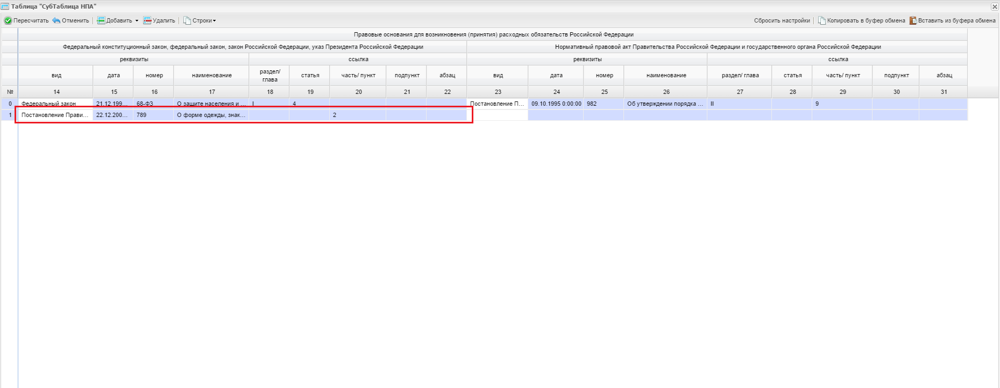 Таблица "СубТаблица НПА"
Пересчитать Отменить Добавить Удалить Строки Сбросить настройки Копировать в буфер обмена Вставить из буфера обмена
Правовые основания для возникновения (принятия) расходных обязательств Российской Федерации
Федеральный конституционный закон, федеральный закон, закон Российской Федерации, указ Президента Российской Федерации Нормативный правовой акт Правительства Российской Федерации и государственного органа Российской Федерации
реквизиты ссылка реквизиты ссылка
вид дата номер наименование раздел/ глава статья часть/ пункт подпункт абзац вид дата номер наименование раздел/ глава статья часть/ пункт подпункт абзац
№ 14 15 16 17 18 19 20 21 22 23 24 25 26 27 28 29 30 31
0 Федеральный закон 21.12.199... 68-ФЗ О защите населения и ... I 4 Постановление П... 09.10.1995 0:00:00 982 Об утверждении порядка ... II 9
1 Постановление Прави... 22.12.200... 789 О форме одежды, знак... 2